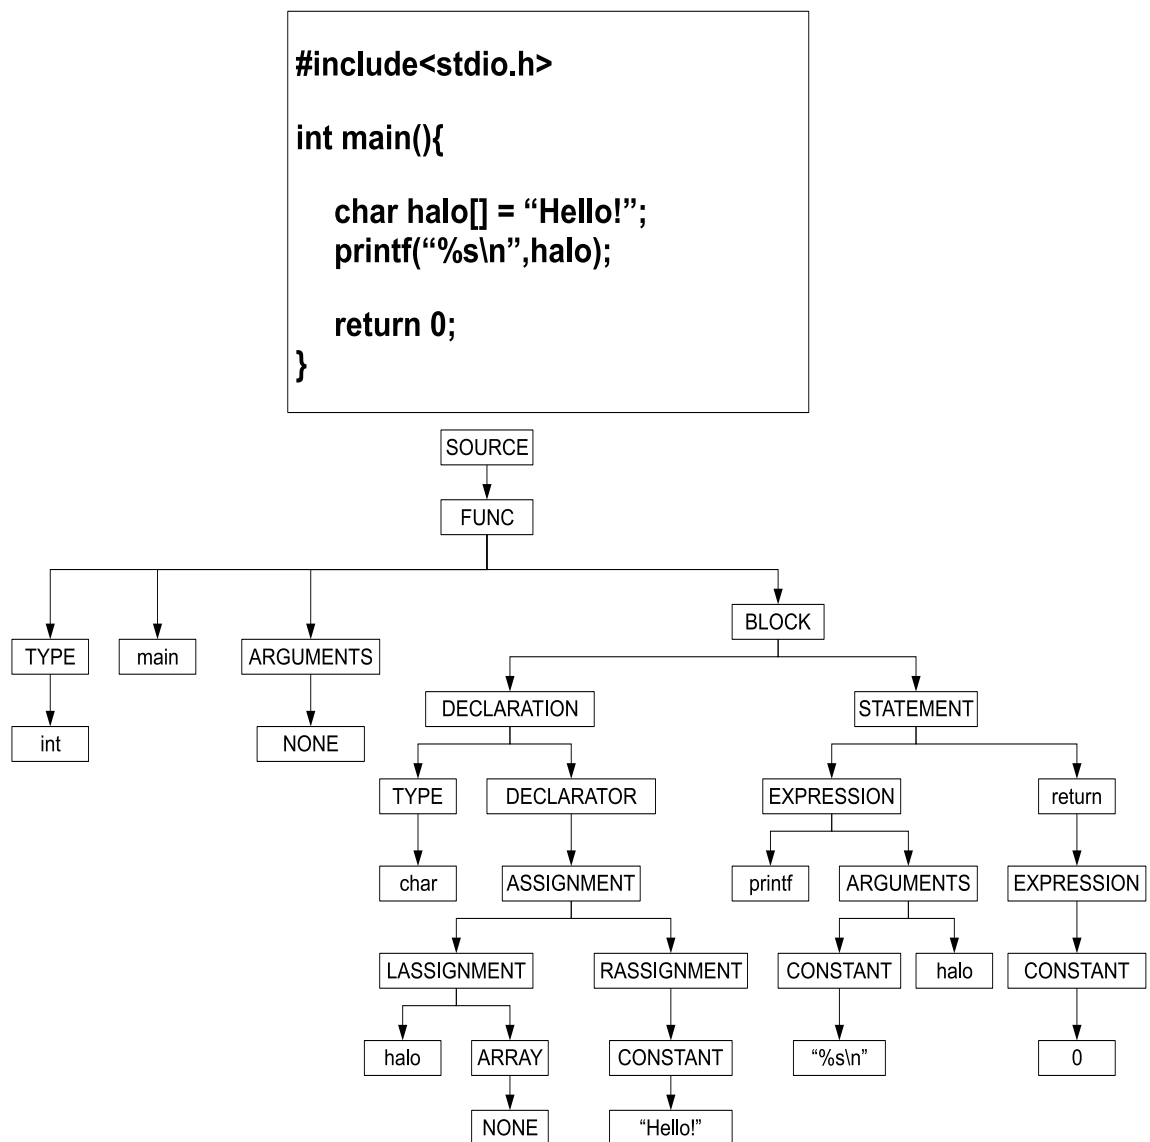 #include<stdio.h>
int main(){
char halo[] = “Hello!”;
printf(“%s\n”,halo);
return 0;
}
SOURCE
FUNC
BLOCK
TYPE
main
ARGUMENTS
DECLARATION
STATEMENT
int
NONE
TYPE
DECLARATOR
EXPRESSION
return
char
ASSIGNMENT
printf
ARGUMENTS
EXPRESSION
LASSIGNMENT
RASSIGNMENT
CONSTANT
halo
CONSTANT
halo
ARRAY
CONSTANT
“%s\n”
0
NONE
“Hello!”